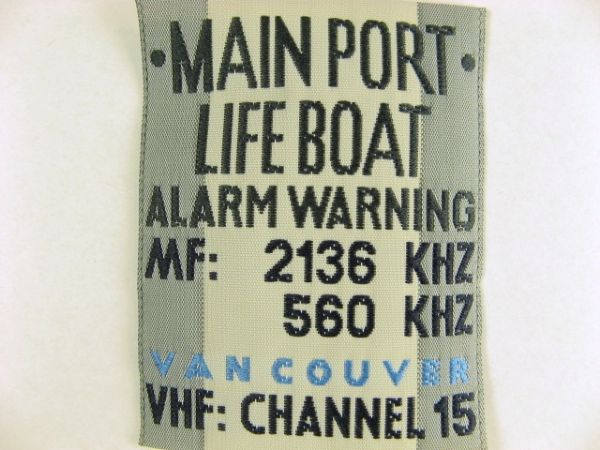 ·MAIN PORT·
LIFE BOAT
ALARM WARNING
MF: 2136 KHZ
560 KHZ
VANCOUVER
VHF: CHANNEL 15